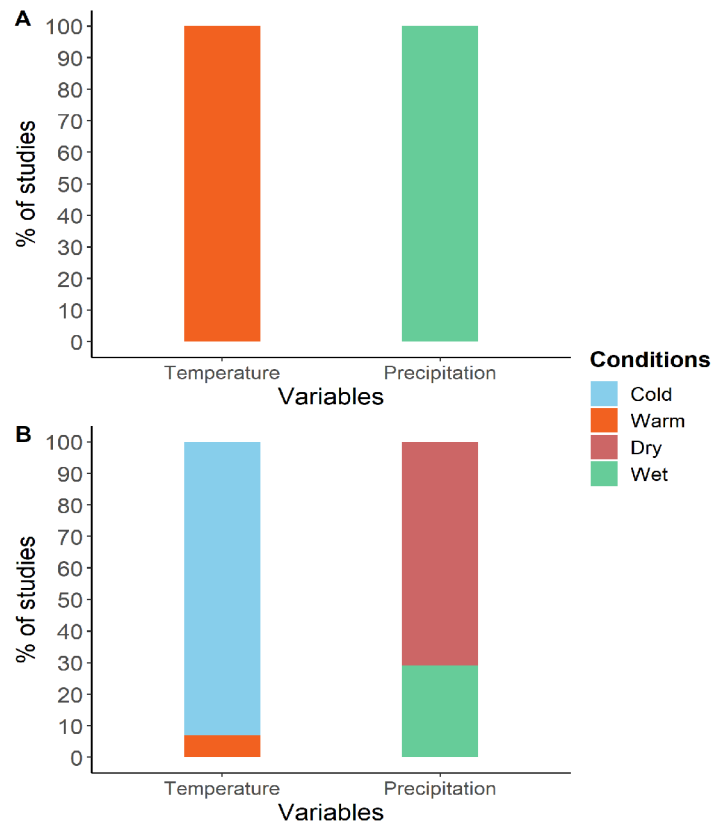 A
100
90
80
70
60
50
40
30
20
10
0
% of studies
Temperature
Precipitation
Variables
Conditions
Cold
Warm
Dry
Wet
B
100
90
80
70
60
50
40
30
20
10
0
% of studies
Temperature
Precipitation
Variables